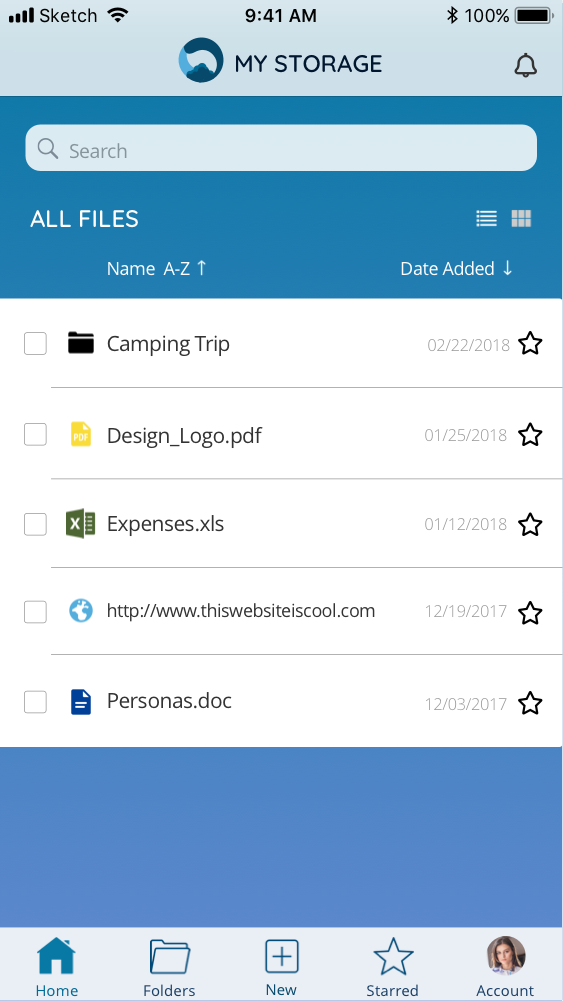 Sketch 9:41 AM 100%
MY STORAGE
Search
ALL FILES
Name A-Z ↑ Date Added ↓
Camping Trip 02/22/2018
PDF Design_Logo.pdf 01/25/2018
X Expenses.xls 01/12/2018
http://www.thiswebsiteiscool.com 12/19/2017
Personas.doc 12/03/2017
Home Folders New Starred Account